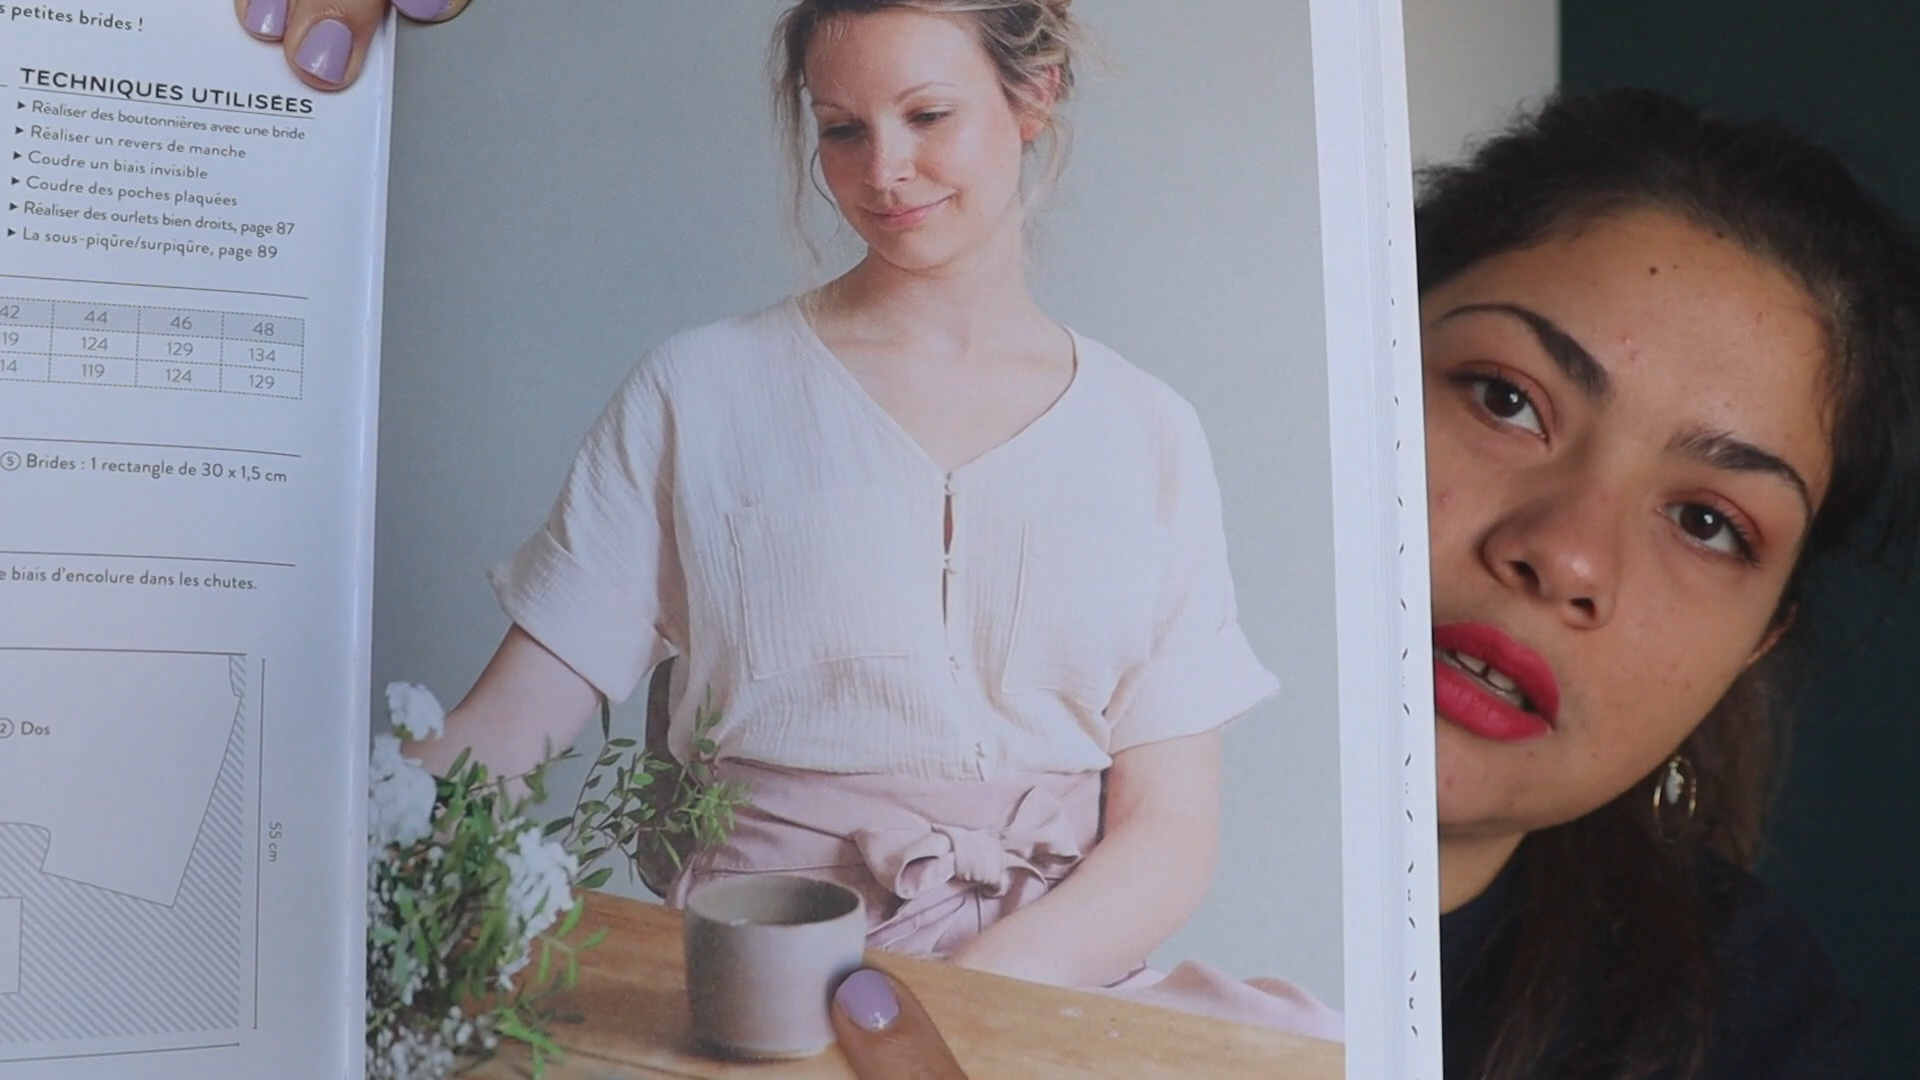 s petites brides !
TECHNIQUES UTILISÉES
▸ Réaliser des boutonnières avec une bride
▸ Réaliser un revers de manche
▸ Coudre un biais invisible
▸ Coudre des poches plaquées
▸ Réaliser des ourlets bien droits, page 87
▸ La sous-piqûre/surpiqûre, page 89
42 44 46 48
19 124 129 134
14 119 124 129
5 Brides : 1 rectangle de 30 x 1,5 cm
e biais d'encolure dans les chutes.
2 Dos
55 cm